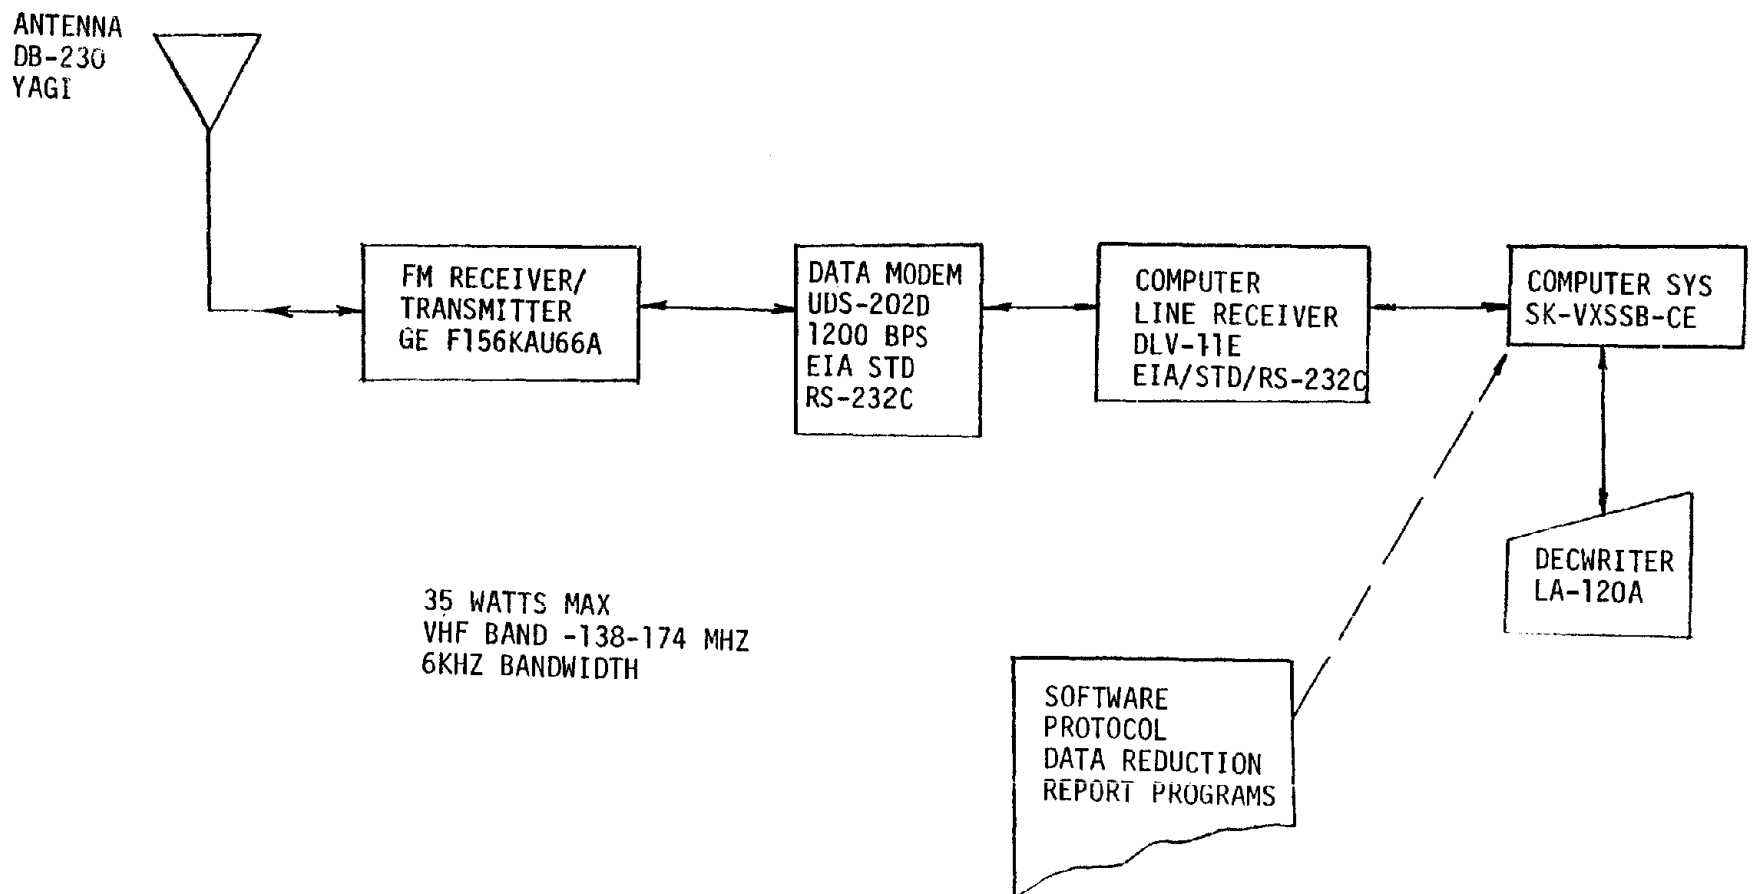 ANTENNA
DB-230
YAGI
FM RECEIVER/
TRANSMITTER
GE F156KAU66A
DATA MODEM
UDS-202D
1200 BPS
EIA STD
RS-232C
COMPUTER
LINE RECEIVER
DLV-11E
EIA/STD/RS-232C
COMPUTER SYS
SK-VXSSB-CE
DECWRITER
LA-120A
35 WATTS MAX
VHF BAND -138-174 MHZ
6KHZ BANDWIDTH
SOFTWARE
PROTOCOL
DATA REDUCTION
REPORT PROGRAMS